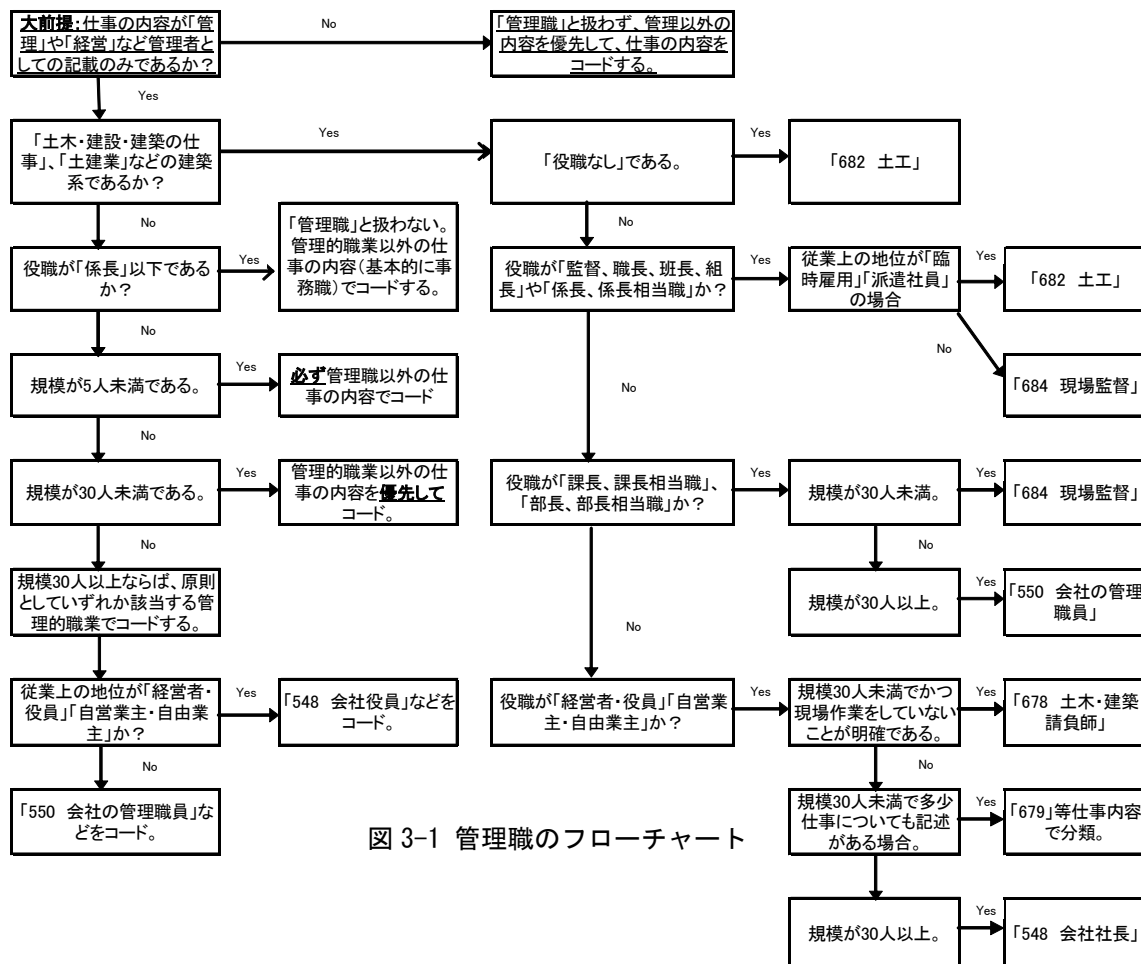 大前提:仕事の内容が「管
理」や「経営」など管理者と
しての記載のみであるか?
No
「管理職」と扱わず、管理以外の
内容を優先して、仕事の内容を
コードする。
Yes
「土木・建設・建築の仕
事」、「土建業」などの建築
系であるか?
Yes
「役職なし」である。
Yes
「682 土工」
No
No
役職が「係長」以下である
か?
Yes
「管理職」と扱わない。
管理的職業以外の仕
事の内容(基本的に事
務職)でコードする。
役職が「監督、職長、班長、組
長」や「係長、係長相当職」か?
Yes
従業上の地位が「臨
時雇用」「派遣社員」
の場合
Yes
「682 土工」
No
「684 現場監督」
No
No
規模が5人未満である。
Yes
必ず管理職以外の仕
事の内容でコード
No
規模が30人未満である。
Yes
管理的職業以外の仕
事の内容を優先して
コード。
役職が「課長、課長相当職」、
「部長、部長相当職」か?
Yes
規模が30人未満。
Yes
「684 現場監督」
No
No
規模30人以上ならば、原則
としていずれか該当する管
理的職業でコードする。
規模が30人以上。
Yes
「550 会社の管理
職員」
No
従業上の地位が「経営者・
役員」「自営業主・自由業
主」か?
Yes
「548 会社役員」などを
コード。
役職が「経営者・役員」「自営業
主・自由業主」か?
Yes
規模30人未満でかつ
現場作業をしていない
ことが明確である。
Yes
「678 土木・建築
請負師」
No
No
「550 会社の管理職員」な
どをコード。
規模30人未満で多少
仕事についても記述
がある場合。
Yes
「679」等仕事内容
で分類。
図 3-1 管理職のフローチャート
規模が30人以上。
Yes
「548 会社社長」